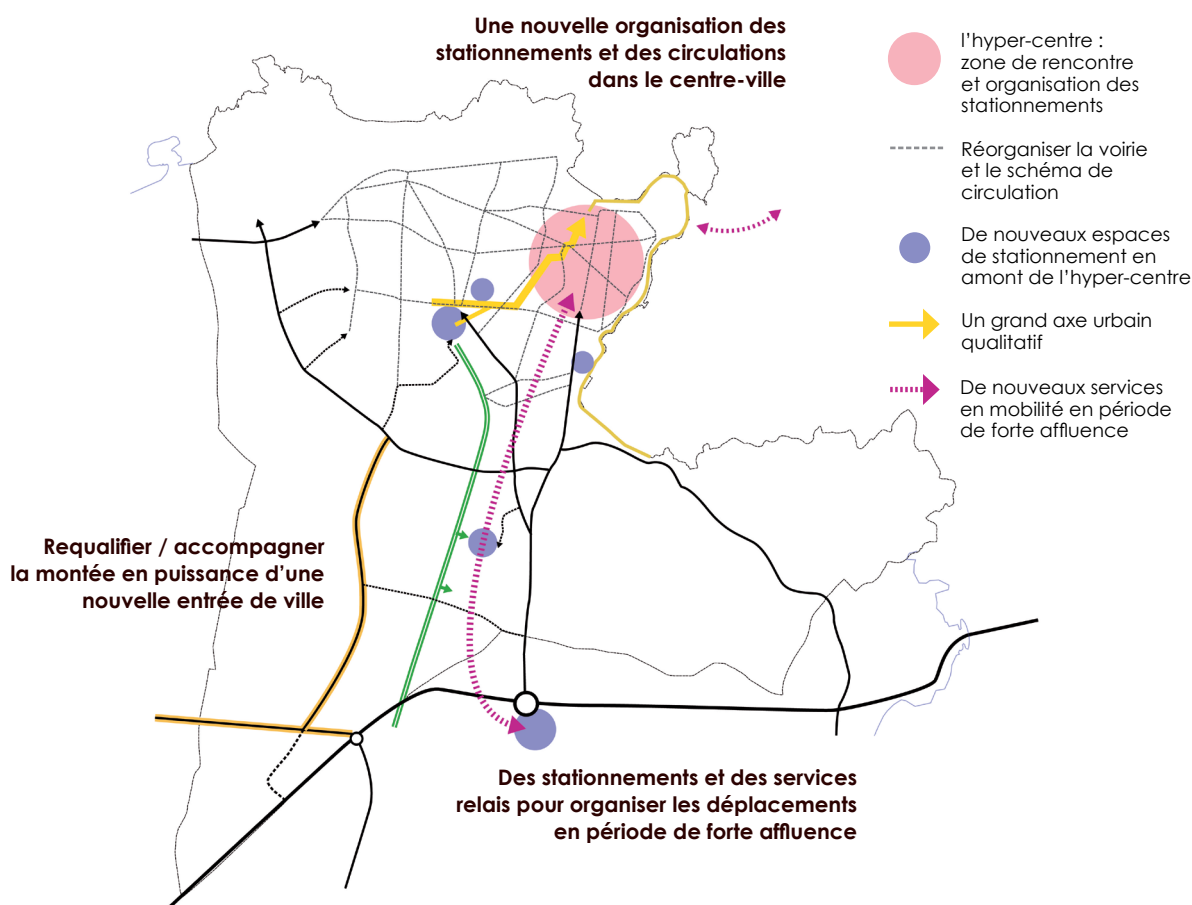 Une nouvelle organisation des
stationnements et des circulations
dans le centre-ville
l'hyper-centre :
zone de rencontre
et organisation des
stationnements
Réorganiser la voirie
et le schéma de
circulation
De nouveaux espaces
de stationnement en
amont de l'hyper-centre
Un grand axe urbain
qualitatif
De nouveaux services
en mobilité en période
de forte affluence
Requalifier / accompagner
la montée en puissance d'une
nouvelle entrée de ville
Des stationnements et des services
relais pour organiser les déplacements
en période de forte affluence